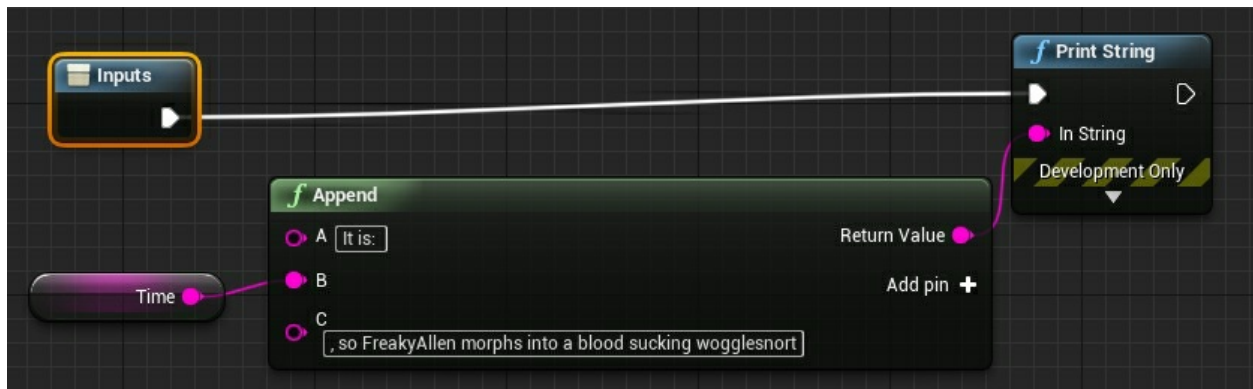 Inputs
f Print String
In String
Development Only
f Append
A It is:
Return Value
B
Add pin
Time
C
, so FreakyAllen morphs into a blood sucking wogglesnort